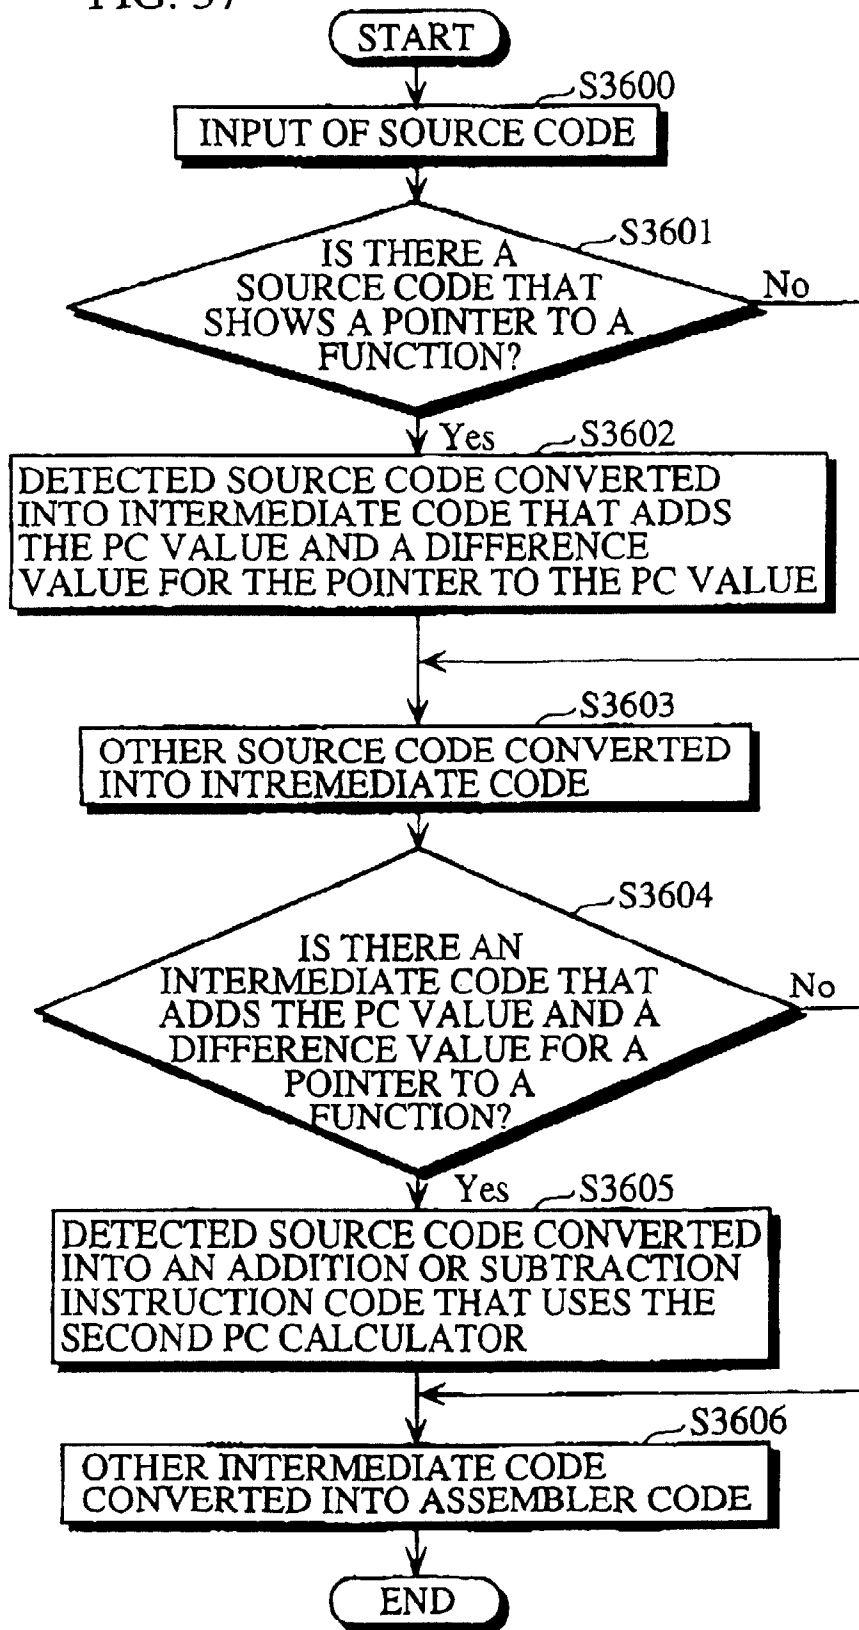 FIG. 37
START
S3600
INPUT OF SOURCE CODE
S3601
IS THERE A
SOURCE CODE THAT
SHOWS A POINTER TO A
FUNCTION?
No
Yes
S3602
DETECTED SOURCE CODE CONVERTED
INTO INTERMEDIATE CODE THAT ADDS
THE PC VALUE AND A DIFFERENCE
VALUE FOR THE POINTER TO THE PC VALUE
S3603
OTHER SOURCE CODE CONVERTED
INTO INTREMEDIATE CODE
S3604
IS THERE AN
INTERMEDIATE CODE THAT
ADDS THE PC VALUE AND A
DIFFERENCE VALUE FOR A
POINTER TO A
FUNCTION?
No
Yes
S3605
DETECTED SOURCE CODE CONVERTED
INTO AN ADDITION OR SUBTRACTION
INSTRUCTION CODE THAT USES THE
SECOND PC CALCULATOR
S3606
OTHER INTERMEDIATE CODE
CONVERTED INTO ASSEMBLER CODE
END